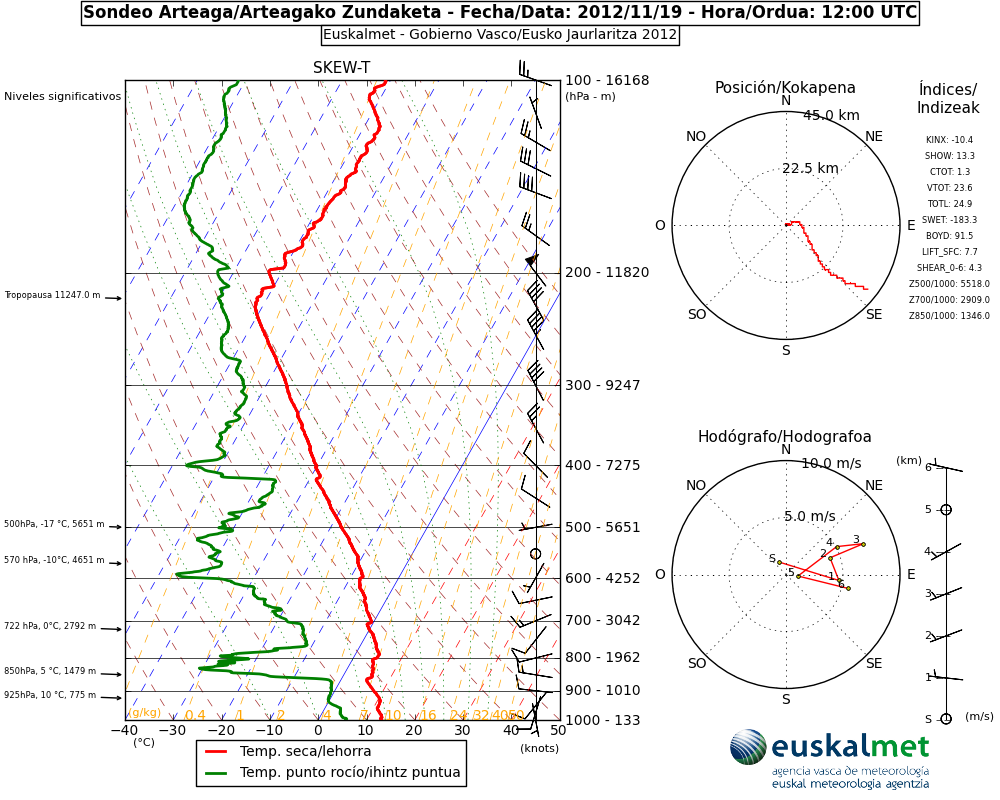 Sondeo Arteaga/Arteagako Zundaketa - Fecha/Data: 2012/11/19 - Hora/Ordua: 12:00 UTC
Euskalmet - Gobierno Vasco/Eusko Jaurlaritza 2012
SKEW-T
Niveles significativos
100 - 16168
(hPa - m)
200 - 11820
Tropopausa 11247.0 m
300 - 9247
400 - 7275
500hPa, -17 °C, 5651 m
500 - 5651
570 hPa, -10°C, 4651 m
600 - 4252
722 hPa, 0°C, 2792 m
700 - 3042
800 - 1962
850hPa, 5 °C, 1479 m
925hPa, 10 °C, 775 m
900 - 1010
1000 - 133
(g/kg) 0.4 1 2 4 7 10 16 24 32 40 50
−40 −30 −20 −10 0 10 20 30 40 50
(°C)
(knots)
Temp. seca/lehorra
Temp. punto rocío/ihintz puntua
Posición/Kokapena
N
45.0 km
NO NE
22.5 km
O E
SO SE
S
Índices/
Indizeak
KINX: -10.4
SHOW: 13.3
CTOT: 1.3
VTOT: 23.6
TOTL: 24.9
SWET: -183.3
BOYD: 91.5
LIFT_SFC: 7.7
SHEAR_0-6: 4.3
Z500/1000: 5518.0
Z700/1000: 2909.0
Z850/1000: 1346.0
Hodógrafo/Hodografoa
N
10.0 m/s
NO NE
5.0 m/s
4 3
S 2
5 1
6
O E
SO SE
S
(km)
6
5
4
3
2
1
S
(m/s)
euskalmet
agencia vasca de meteorología
euskal meteorologia agentzia